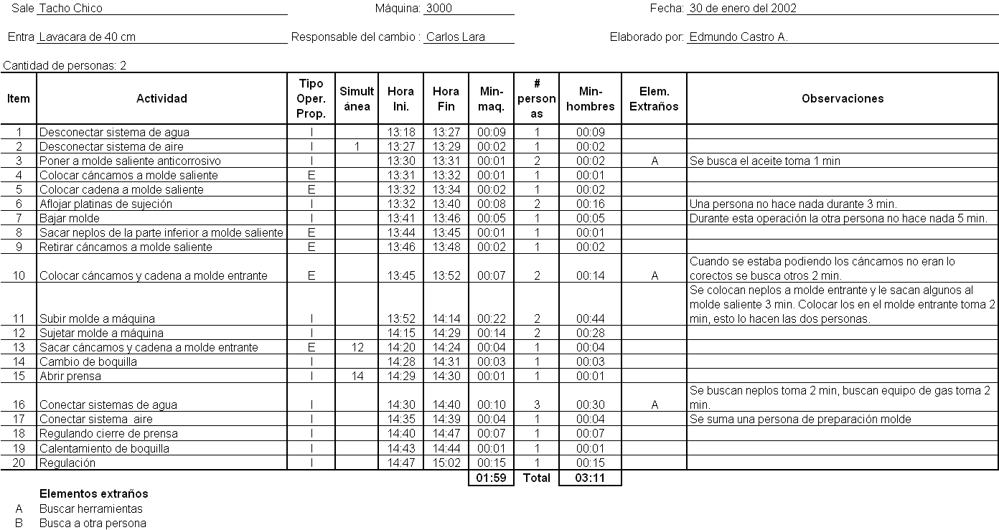 Sale Tacho Chico Máquina: 3000 Fecha: 30 de enero del 2002
Entra Lavacara de 40 cm Responsable del cambio : Carlos Lara Elaborado por: Edmundo Castro A.
Cantidad de personas: 2
Item Actividad Tipo Oper. Prop. Simultánea Hora Ini. Hora Fin Min-maq. # personas Min-hombres Elem. Extraños Observaciones
1 Desconectar sistema de agua I 13:18 13:27 00:09 1 00:09
2 Desconectar sistema de aire I 1 13:27 13:29 00:02 1 00:02
3 Poner a molde saliente anticorrosivo I 13:30 13:31 00:01 2 00:02 A Se busca el aceite toma 1 min
4 Colocar cáncamos a molde saliente E 13:31 13:32 00:01 1 00:01
5 Colocar cadena a molde saliente E 13:32 13:34 00:02 1 00:02
6 Aflojar platinas de sujeción I 13:32 13:40 00:08 2 00:16 Una persona no hace nada durante 3 min.
7 Bajar molde I 13:41 13:46 00:05 1 00:05 Durante esta operación la otra persona no hace nada 5 min.
8 Sacar neplos de la parte inferior a molde saliente E 13:44 13:45 00:01 1 00:01
9 Retirar cáncamos a molde saliente E 13:46 13:48 00:02 1 00:02
10 Colocar cáncamos y cadena a molde entrante E 13:45 13:52 00:07 2 00:14 A Cuando se estaba podiendo los cáncamos no eran lo
corectos se busca otros 2 min.
11 Subir molde a máquina I 13:52 14:14 00:22 2 00:44 Se colocan neplos a molde entrante y le sacan algunos al
molde saliente 3 min. Colocar los en el molde entrante toma 2
min, esto lo hacen las dos personas.
12 Sujetar molde a máquina I 14:15 14:29 00:14 2 00:28
13 Sacar cáncamos y cadena a molde entrante E 12 14:20 14:24 00:04 1 00:04
14 Cambio de boquilla I 14:28 14:31 00:03 1 00:03
15 Abrir prensa I 14 14:29 14:30 00:01 1 00:01
16 Conectar sistemas de agua I 14:30 14:40 00:10 3 00:30 A Se buscan neplos toma 2 min, buscan equipo de gas toma 2
min.
17 Conectar sistema aire I 14:35 14:39 00:04 1 00:04 Se suma una persona de preparación molde
18 Regulando cierre de prensa I 14:40 14:47 00:07 1 00:07
19 Calentamiento de boquilla I 14:43 14:44 00:01 1 00:01
20 Regulación I 14:47 15:02 00:15 1 00:15
01:59 Total 03:11
Elementos extraños
A Buscar herramientas
B Busca a otra persona